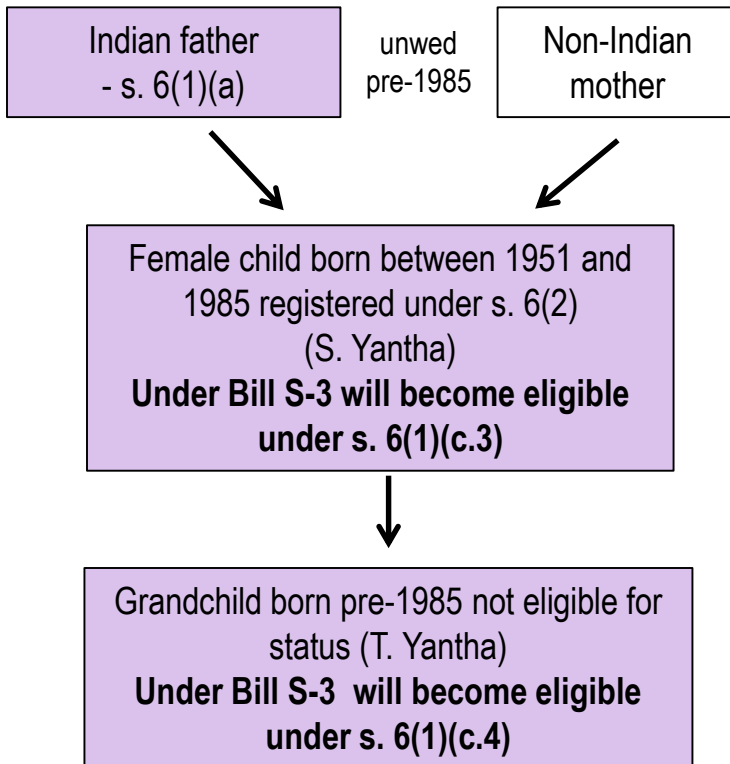 Indian father
- s. 6(1)(a)
unwed
pre-1985
Non-Indian
mother
Female child born between 1951 and
1985 registered under s. 6(2)
(S. Yantha)
Under Bill S-3 will become eligible
under s. 6(1)(c.3)
Grandchild born pre-1985 not eligible for
status (T. Yantha)
Under Bill S-3 will become eligible
under s. 6(1)(c.4)